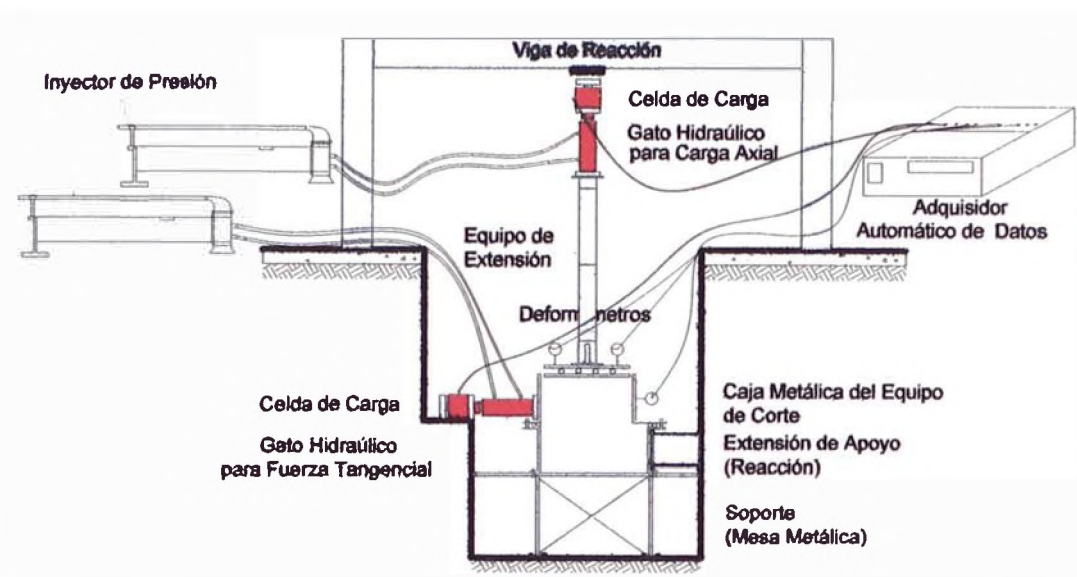 Viga de Reacción
Inyector de Presión
Celda de Carga
Gato Hidraúlico
para Carga Axial
Adquisidor
Automático de Datos
Equipo de
Extensión
Deformetros
Celda de Carga
Gato Hidraúlico
para Fuerza Tangencial
Caja Metálica del Equipo
de Corte
Extensión de Apoyo
(Reacción)
Soporte
(Mesa Metálica)